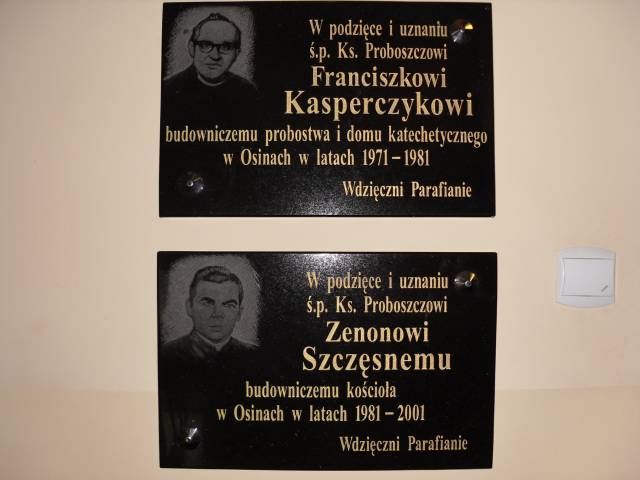 W podzięce i uznaniu
ś.p. Ks. Proboszczowi
Franciszkowi
Kasperczykowi
budowniczemu probostwa i domu katechetycznego
w Osinach w latach 1971 – 1981
Wdzięczni Parafianie
W podzięce i uznaniu
ś.p. Ks. Proboszczowi
Zenonowi
Szczęsnemu
budowniczemu kościoła
w Osinach w latach 1981 – 2001
Wdzięczni Parafianie